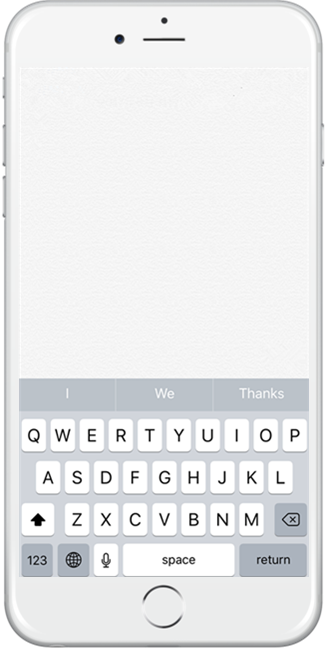 I We Thanks
Q W E R T Y U I O P
A S D F G H J K L
Z X C V B N M
123 space return